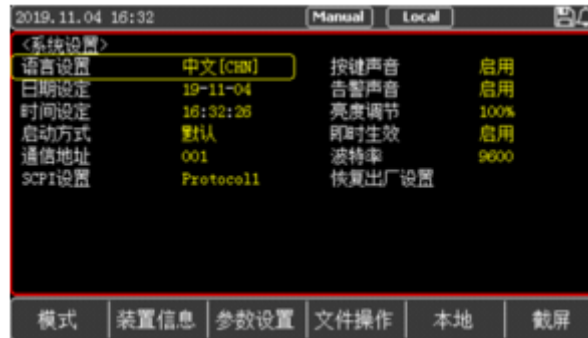 2019.11.04 16:32 Manual Local
<系统设置>
语言设置 中文[CHN] 按键声音 启用
日期设定 19-11-04 告警声音 启用
时间设定 16:32:26 亮度调节 100%
启动方式 默认 即时生效 启用
通信地址 001 波特率 9600
SCPI设置 Protocol1 恢复出厂设置
模式 装置信息 参数设置 文件操作 本地 截屏